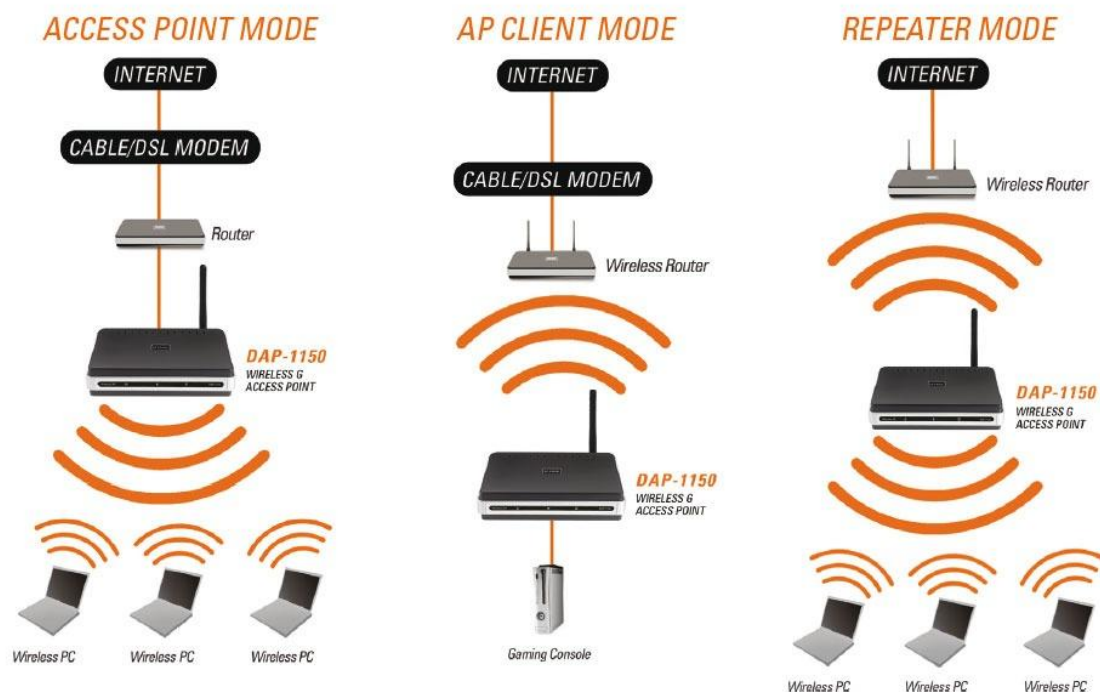 ACCESS POINT MODE
INTERNET
CABLE/DSL MODEM
Router
DAP-1150
WIRELESS G
ACCESS POINT
Wireless PC
Wireless PC
Wireless PC
AP CLIENT MODE
INTERNET
CABLE/DSL MODEM
Wireless Router
DAP-1150
WIRELESS G
ACCESS POINT
Gaming Console
REPEATER MODE
INTERNET
Wireless Router
DAP-1150
WIRELESS G
ACCESS POINT
Wireless PC
Wireless PC
Wireless PC